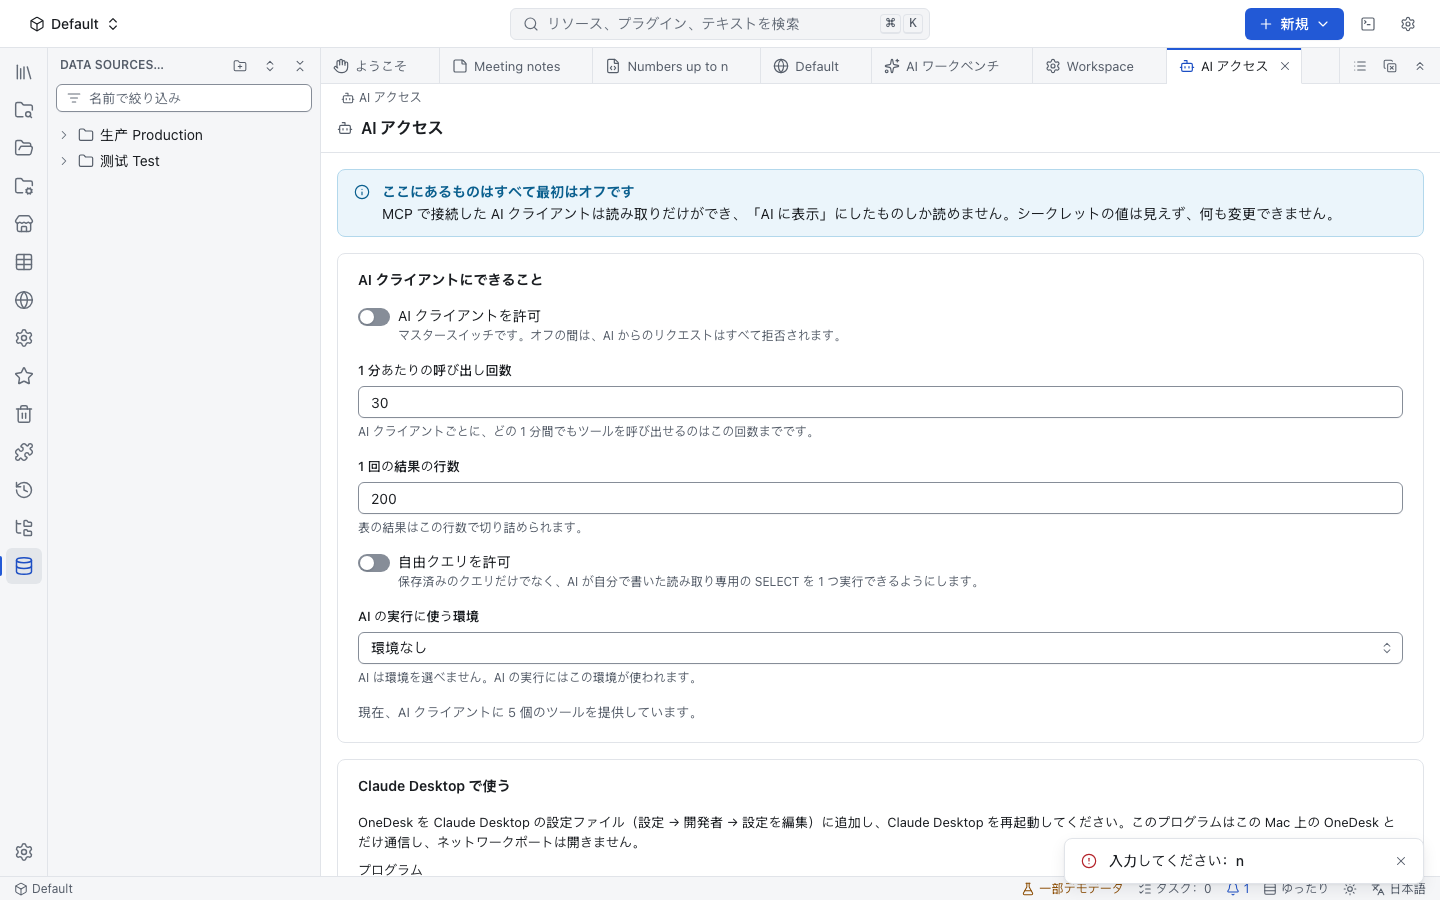 Default
リソース、プラグイン、テキストを検索
⌘ K
新規
DATA SOURCES...
名前で絞り込み
生产 Production
测试 Test
ようこそ
Meeting notes
Numbers up to n
Default
AI ワークベンチ
Workspace
AI アクセス
AI アクセス
AI アクセス
ここにあるものはすべて最初はオフです
MCP で接続した AI クライアントは読み取りだけができ、「AI に表示」にしたものしか読めません。シークレットの値は見えず、何も変更できません。
AI クライアントにできること
AI クライアントを許可
マスタースイッチです。オフの間は、AI からのリクエストはすべて拒否されます。
1 分あたりの呼び出し回数
30
AI クライアントごとに、どの 1 分間でもツールを呼び出せるのはこの回数までです。
1 回の結果の行数
200
表の結果はこの行数で切り詰められます。
自由クエリを許可
保存済みのクエリだけでなく、AI が自分で書いた読み取り専用の SELECT を 1 つ実行できるようにします。
AI の実行に使う環境
環境なし
AI は環境を選べません。AI の実行にはこの環境が使われます。
現在、AI クライアントに 5 個のツールを提供しています。
Claude Desktop で使う
OneDesk を Claude Desktop の設定ファイル（設定 → 開発者 → 設定を編集）に追加し、Claude Desktop を再起動してください。このプログラムはこの Mac 上の OneDesk と
だけ通信し、ネットワークポートは開きません。
プログラム
入力してください: n
Default
一部デモデータ
タスク: 0
1
ゆったり
日本語